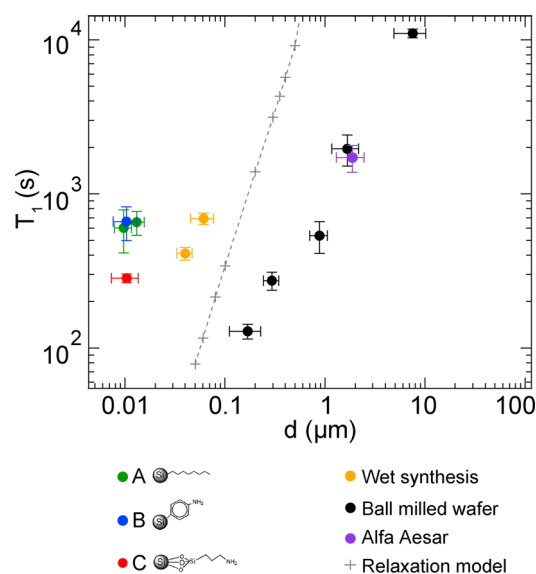 10⁴
10³
10²
T₁ (s)
0.01 0.1 1 10 100
d (µm)
A Si
B Si NH₂
C Si O O O Si NH₂
Wet synthesis
Ball milled wafer
Alfa Aesar
Relaxation model